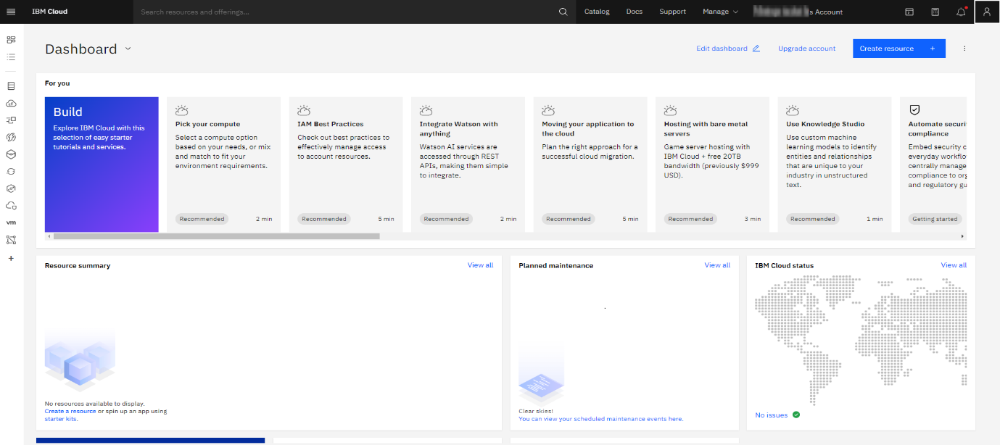 IBM Cloud
Search resources and offerings...
Catalog
Docs
Support
Manage
s Account
Dashboard
Edit dashboard
Upgrade account
Create resource +
For you
Build
Explore IBM Cloud with this
selection of easy starter
tutorials and services.
Pick your compute
Select a compute option
based on your needs, or mix
and match to fit your
environment requirements.
Recommended
2 min
IAM Best Practices
Check out best practices to
effectively manage access
to account resources.
Recommended
5 min
Integrate Watson with
anything
Watson AI services are
accessed through REST
APIs, making them simple
to integrate.
Recommended
2 min
Moving your application to
the cloud
Plan the right approach for a
successful cloud migration.
Recommended
5 min
Hosting with bare metal
servers
Game server hosting with
IBM Cloud + free 20TB
bandwidth (previously $999
USD).
Recommended
3 min
Use Knowledge Studio
Use custom machine
learning models to identify
entities and relationships
that are unique to your
industry in unstructured
text.
Recommended
1 min
Automate securi
compliance
Embed security c
everyday workflo
centrally manage
compliance to org
and regulatory gu
Getting started
vm
Resource summary
View all
No resources available to display.
Create a resource or spin up an app using
starter kits.
Planned maintenance
View all
Clear skies!
You can view your scheduled maintenance events here.
IBM Cloud status
View all
No issues